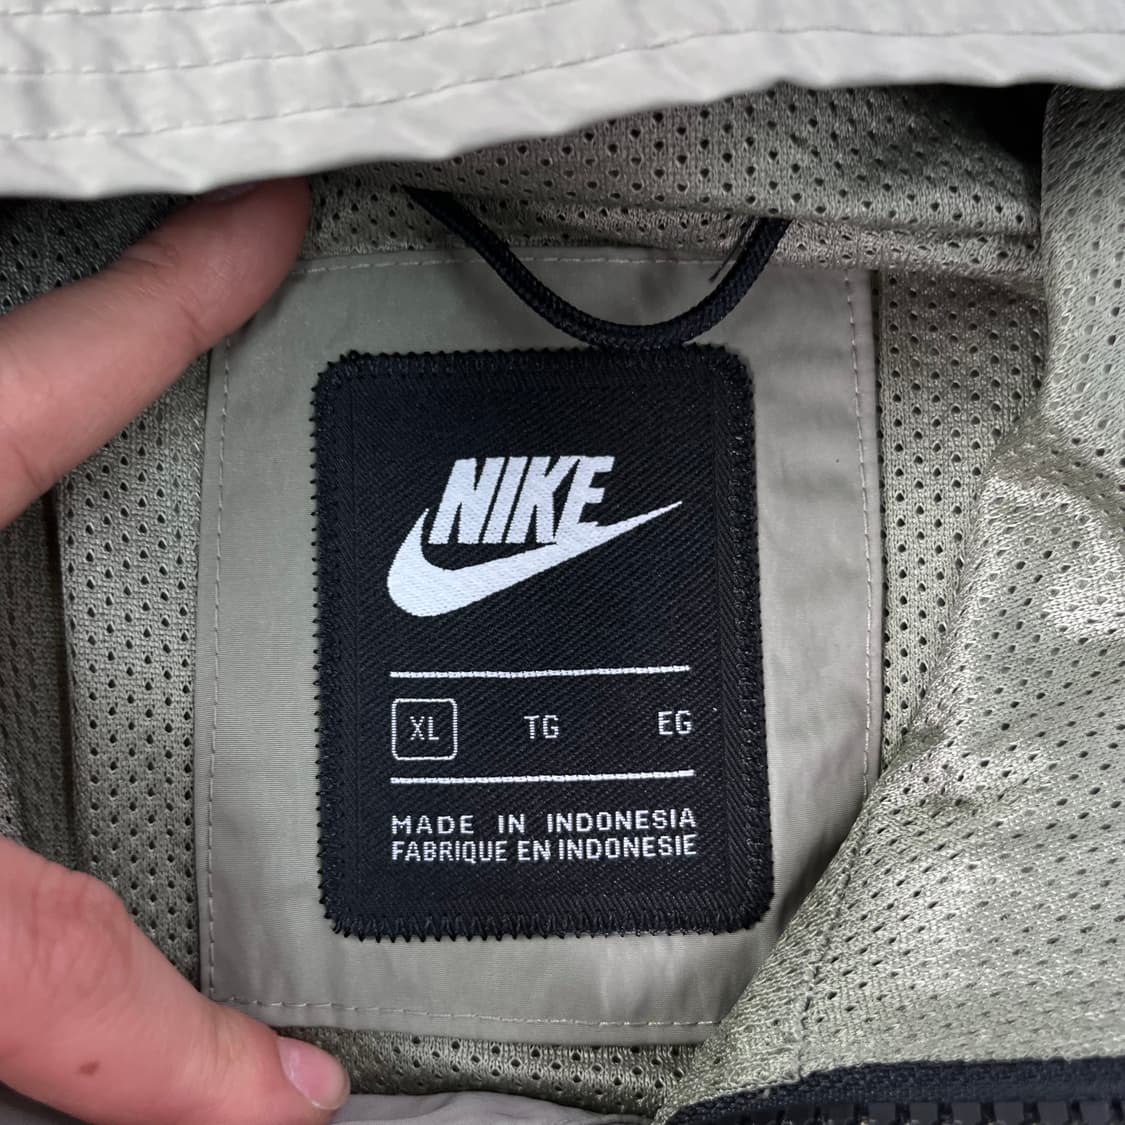 NIKE
XL TG EG
MADE IN INDONESIA
FABRIQUE EN INDONESIE